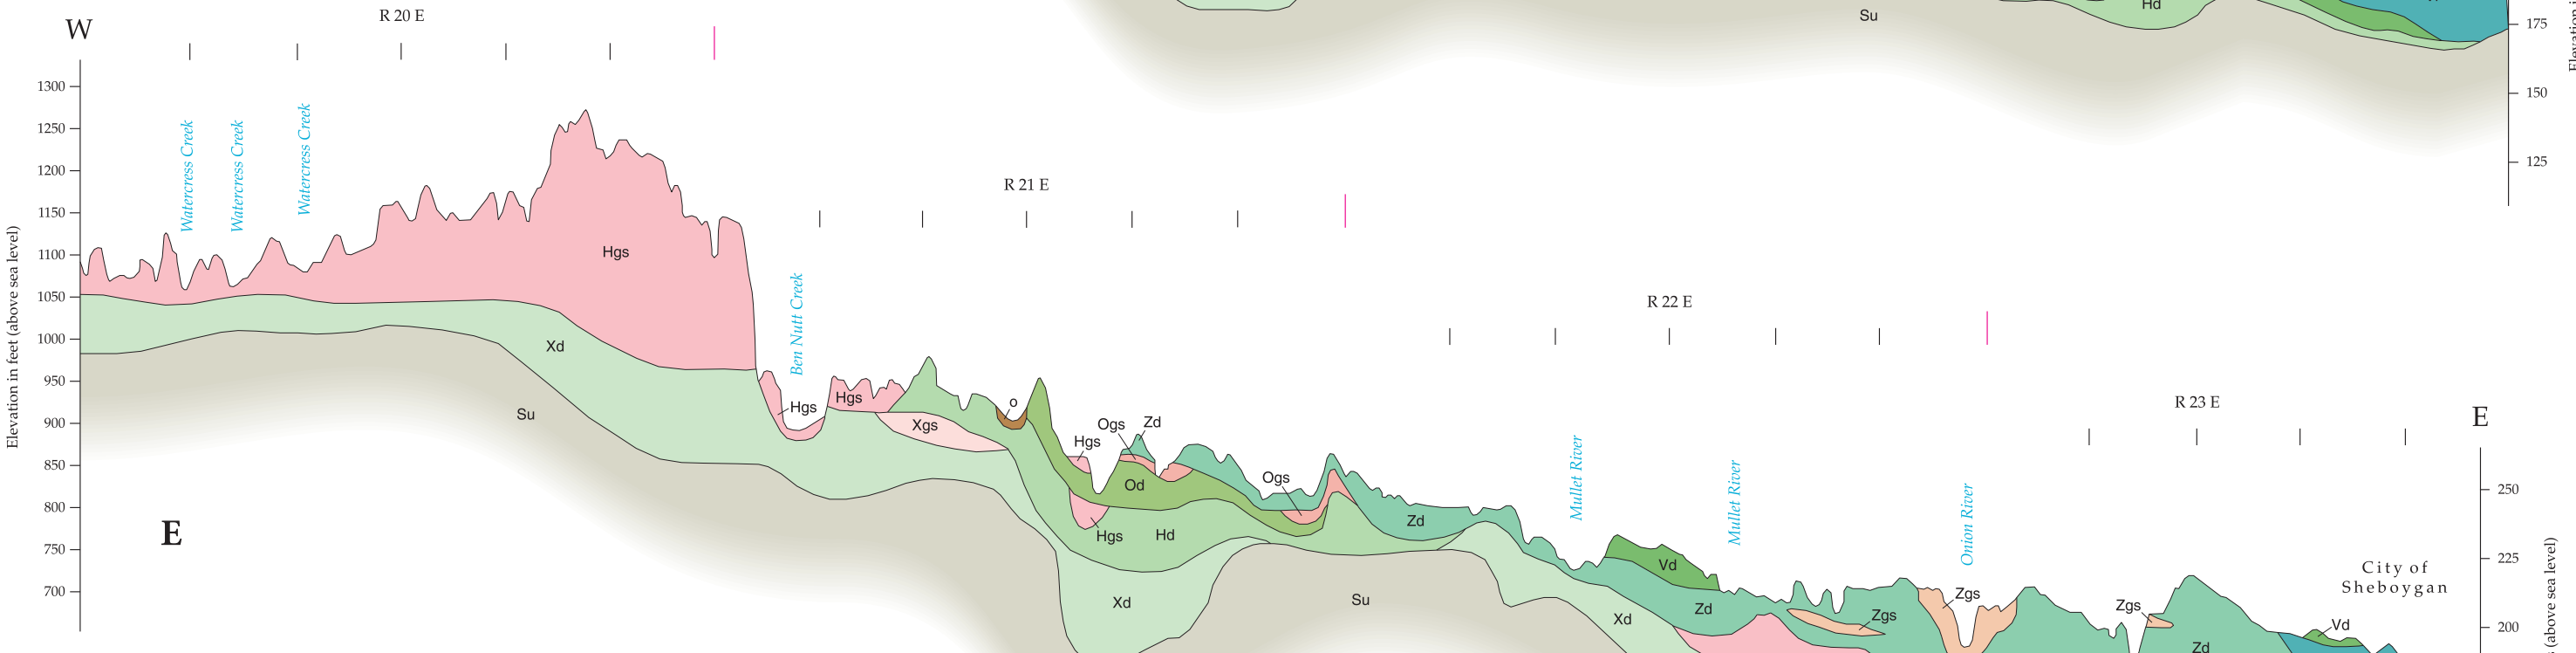 W
R 20 E
Su
Hd
175
150
125
Elevation in feet (above sea level)
1300
1250
1200
1150
1100
1050
1000
950
900
850
800
750
700
Watercress Creek
Watercress Creek
Watercress Creek
Hgs
Xd
Su
E
Ben Nutt Creek
Hgs
Hgs
Xgs
R 21 E
o
Hgs
Ogs
Zd
Od
Hgs
Hd
Xd
Ogs
Zd
Su
R 22 E
Mullet River
Mullet River
Vd
Zd
Xd
Zgs
Onion River
Zgs
R 23 E
Zgs
Zd
Vd
City of
Sheboygan
E
250
225
200
(above sea level)